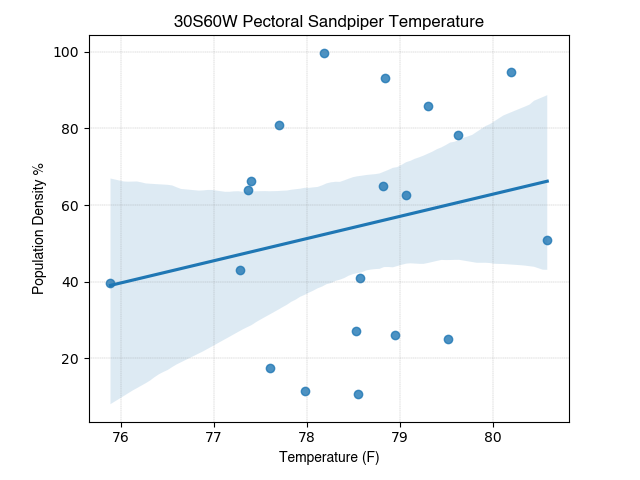 30S60W Pectoral Sandpiper Temperature
100
80
60
40
20
Population Density %
76 77 78 79 80
Temperature (F)